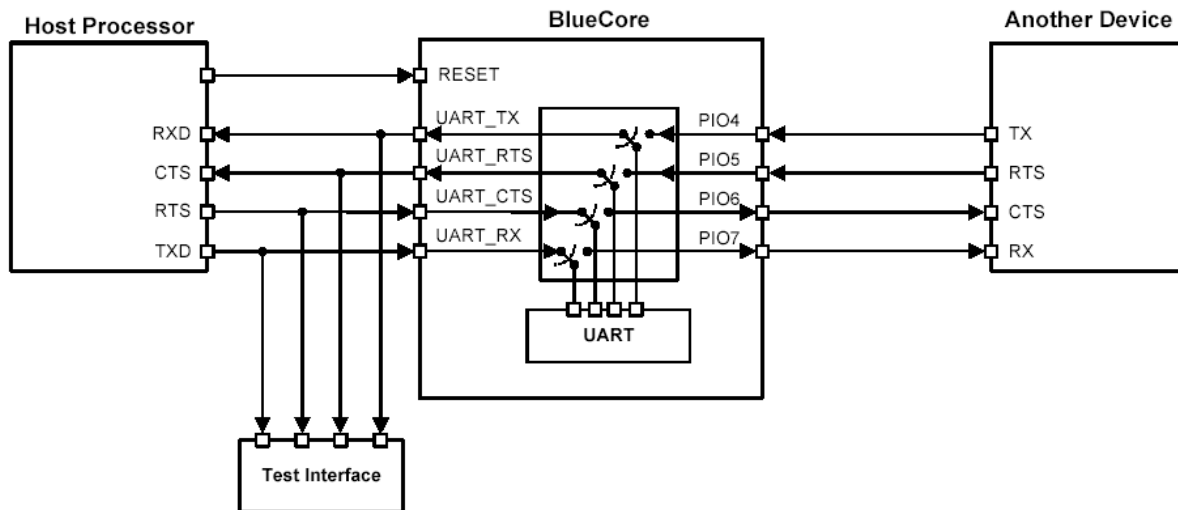 Host Processor
BlueCore
Another Device
RESET
RXD
UART_TX
PIO4
TX
CTS
UART_RTS
PIO5
RTS
RTS
UART_CTS
PIO6
CTS
TXD
UART_RX
PIO7
RX
UART
Test Interface